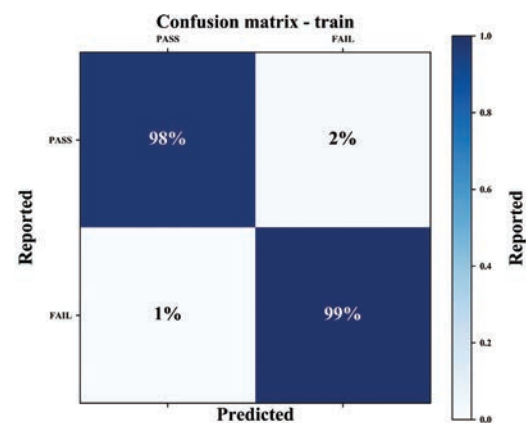 Confusion matrix - train
PASS FAIL
1.0
PASS 98% 2%
0.8
0.6
Reported
Reported
0.4
FAIL 1% 99%
0.2
0.0
Predicted